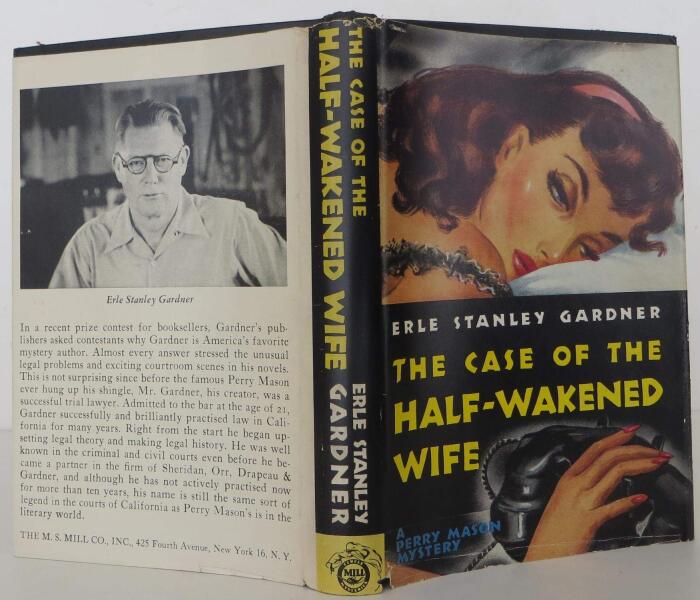 Erle Stanley Gardner
In a recent prize contest for booksellers, Gardner's pub-
lishers asked contestants why Gardner is America's favorite
mystery author. Almost every answer stressed the unusual
legal problems and exciting courtroom scenes in his novels.
This is not surprising since before the famous Perry Mason
ever hung up his shingle, Mr. Gardner, his creator, was a
successful trial lawyer. Admitted to the bar at the age of 21,
Gardner successfully and brilliantly practised law in Cali-
fornia for many years. Right from the start he began up-
setting legal theory and making legal history. He was well
known in the criminal and civil courts even before he be-
came a partner in the firm of Sheridan, Orr, Drapeau &
Gardner, and although he has not actively practised now
for more than ten years, his name is still the same sort of
legend in the courts of California as Perry Mason's is in the
literary world.
THE M. S. MILL CO., INC., 425 Fourth Avenue, New York 16, N. Y.
THE CASE OF THE
HALF-WAKENED WIFE
ERLE STANLEY
GARDNER
MILL
MYSTERIES
ERLE STANLEY GARDNER
THE CASE OF THE
HALF-WAKENED
WIFE
A
PERRY MASON
MYSTERY